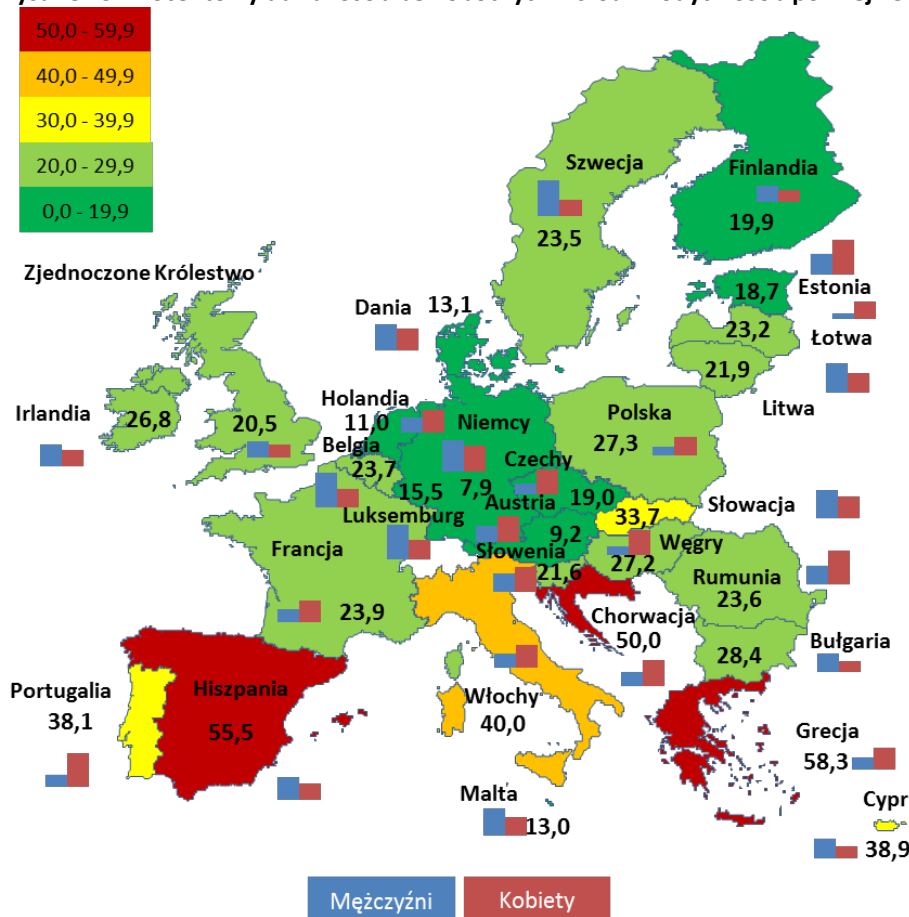 50,0 - 59,9
40,0 - 49,9
30,0 - 39,9
20,0 - 29,9
0,0 - 19,9
Szwecja
23,5
Finlandia
19,9
Zjednoczone Królestwo
Estonia
18,7
Dania
13,1
23,2
Łotwa
21,9
Litwa
Irlandia
26,8
20,5
Holandia
11,0
Niemcy
7,9
Polska
27,3
Belgia
23,7
15,5
Czechy
19,0
Austria
9,2
Luksemburg
Słowacja
33,7
Francja
23,9
Słowenia
21,6
Węgry
27,2
Rumunia
23,6
Chorwacja
50,0
Bułgaria
28,4
Portugalia
38,1
Hiszpania
55,5
Włochy
40,0
Grecja
58,3
Malta
13,0
Cypr
38,9
Mężczyźni
Kobiety